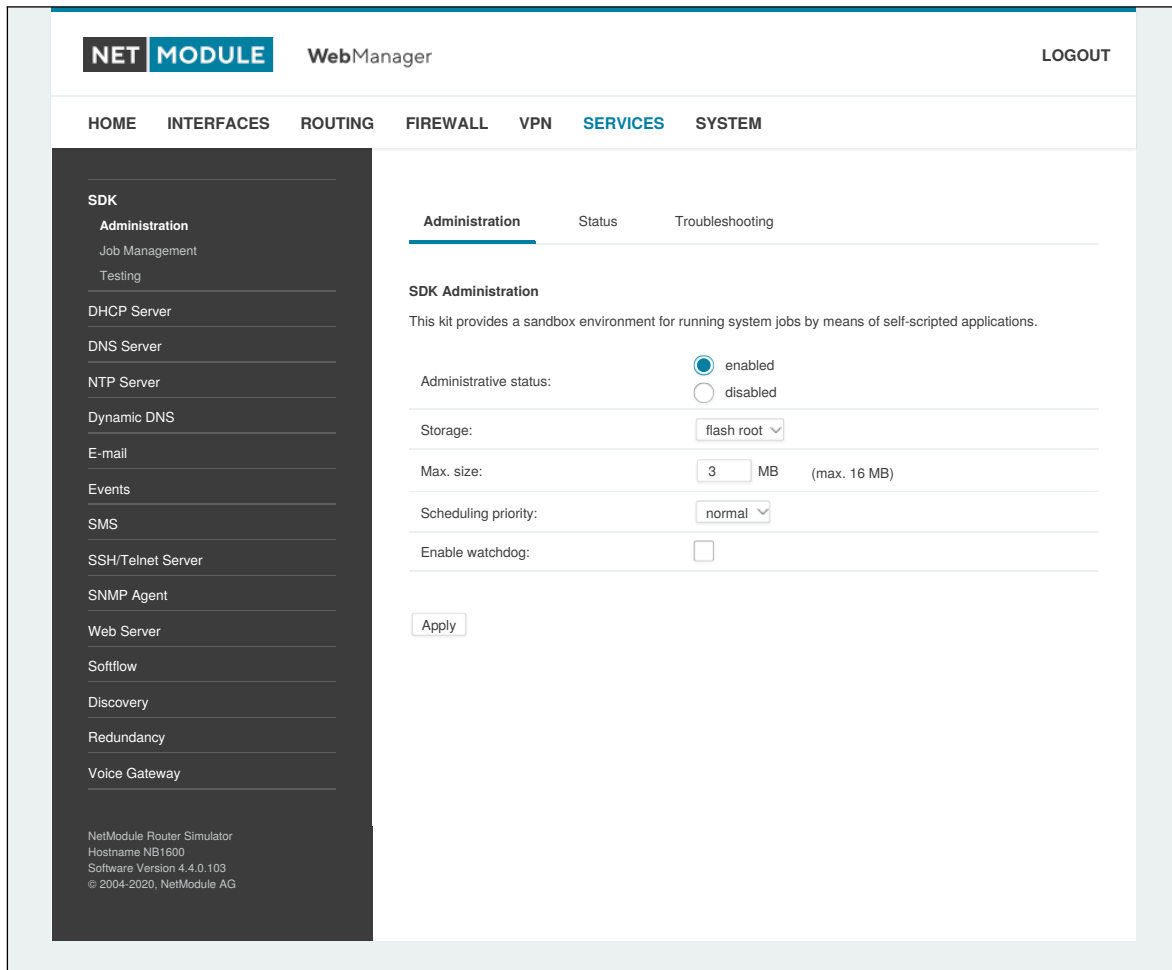 NET MODULE WebManager LOGOUT
HOME INTERFACES ROUTING FIREWALL VPN SERVICES SYSTEM
SDK
Administration
Job Management
Testing
DHCP Server
DNS Server
NTP Server
Dynamic DNS
E-mail
Events
SMS
SSH/Telnet Server
SNMP Agent
Web Server
Softflow
Discovery
Redundancy
Voice Gateway
NetModule Router Simulator
Hostname NB1600
Software Version 4.4.0.103
© 2004-2020, NetModule AG
Administration Status Troubleshooting
SDK Administration
This kit provides a sandbox environment for running system jobs by means of self-scripted applications.
Administrative status:
enabled
disabled
Storage: flash root
Max. size: 3 MB (max. 16 MB)
Scheduling priority: normal
Enable watchdog:
Apply